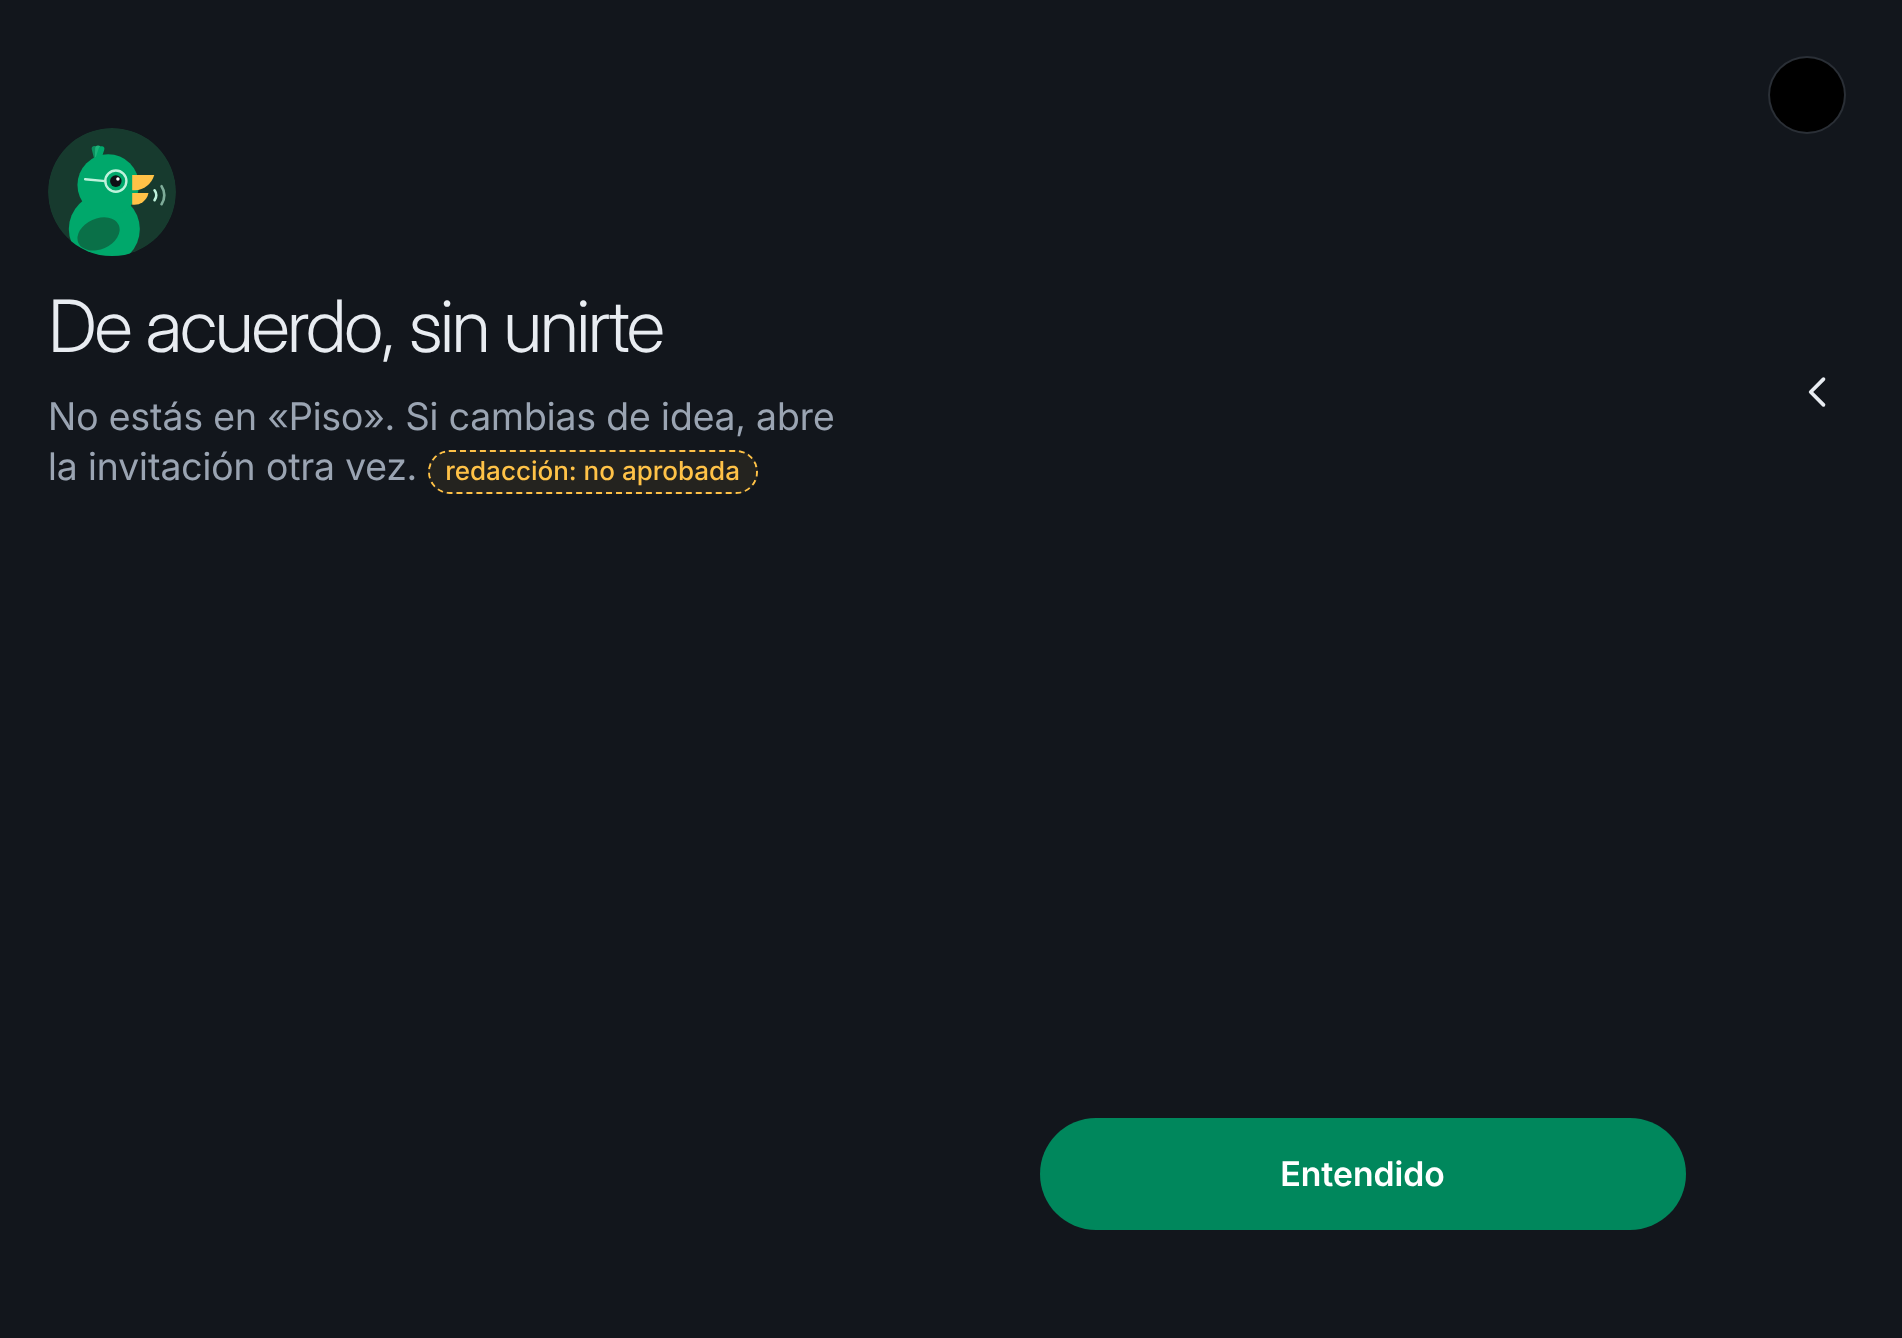 De acuerdo, sin unirte
No estás en «Piso». Si cambias de idea, abre
la invitación otra vez. redacción: no aprobada
Entendido